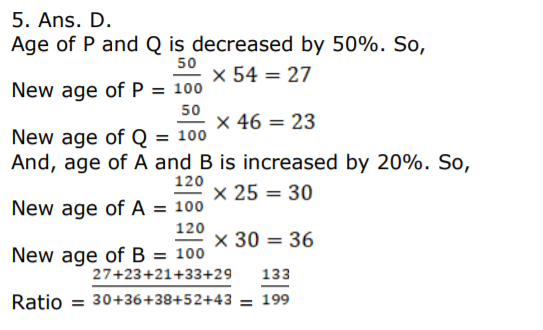 5. Ans. D.
Age of P and Q is decreased by 50%. So,
New age of P = 50/100 × 54 = 27
New age of Q = 50/100 × 46 = 23
And, age of A and B is increased by 20%. So,
New age of A = 120/100 × 25 = 30
New age of B = 120/100 × 30 = 36
Ratio = 27+23+21+33+29/30+36+38+52+43 = 133/199